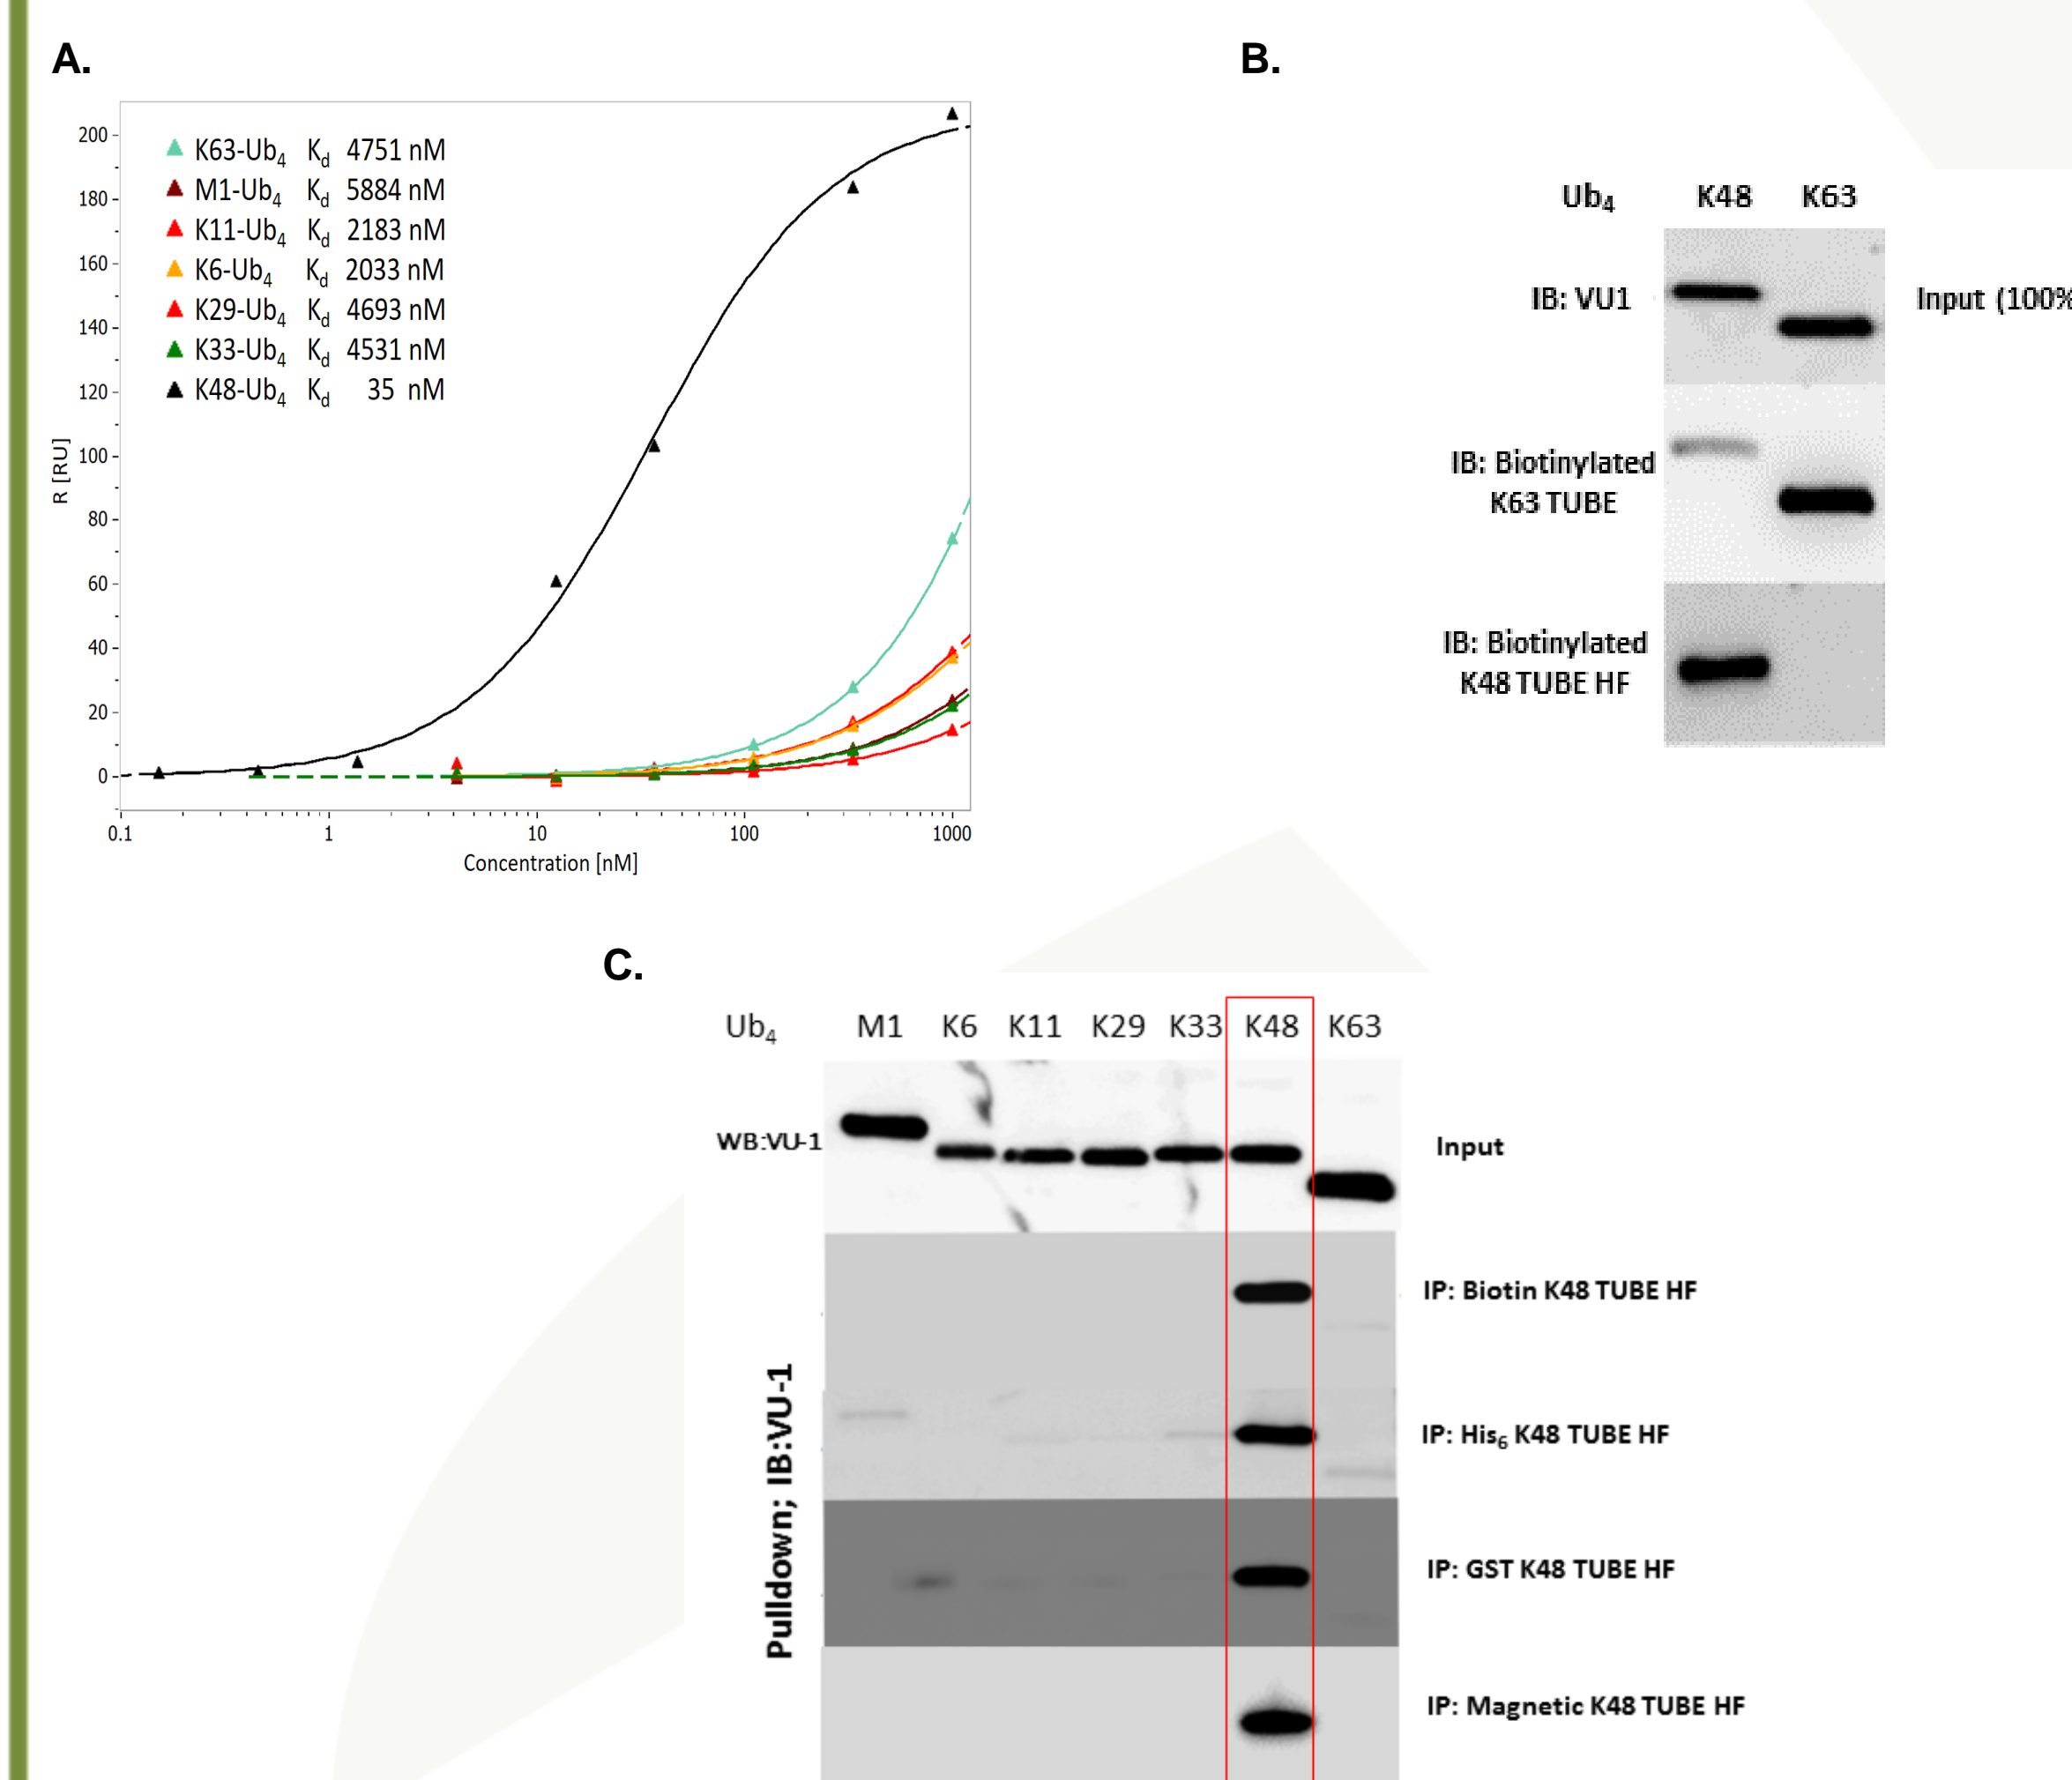 A.
200
180
160
140
120
100
80
60
40
20
0
R [RU]
K63-Ub4 Kd 4751 nM
M1-Ub4 Kd 5884 nM
K11-Ub4 Kd 2183 nM
K6-Ub4 Kd 2033 nM
K29-Ub4 Kd 4693 nM
K33-Ub4 Kd 4531 nM
K48-Ub4 Kd 35 nM
0.1 1 10 100 1000
Concentration [nM]
B.
Ub4 K48 K63
IB: VU1 Input (100%
IB: Biotinylated
K63 TUBE
IB: Biotinylated
K48 TUBE HF
C.
Ub4 M1 K6 K11 K29 K33 K48 K63
WB:VU-1 Input
Pulldown; IB:VU-1
IP: Biotin K48 TUBE HF
IP: His6 K48 TUBE HF
IP: GST K48 TUBE HF
IP: Magnetic K48 TUBE HF